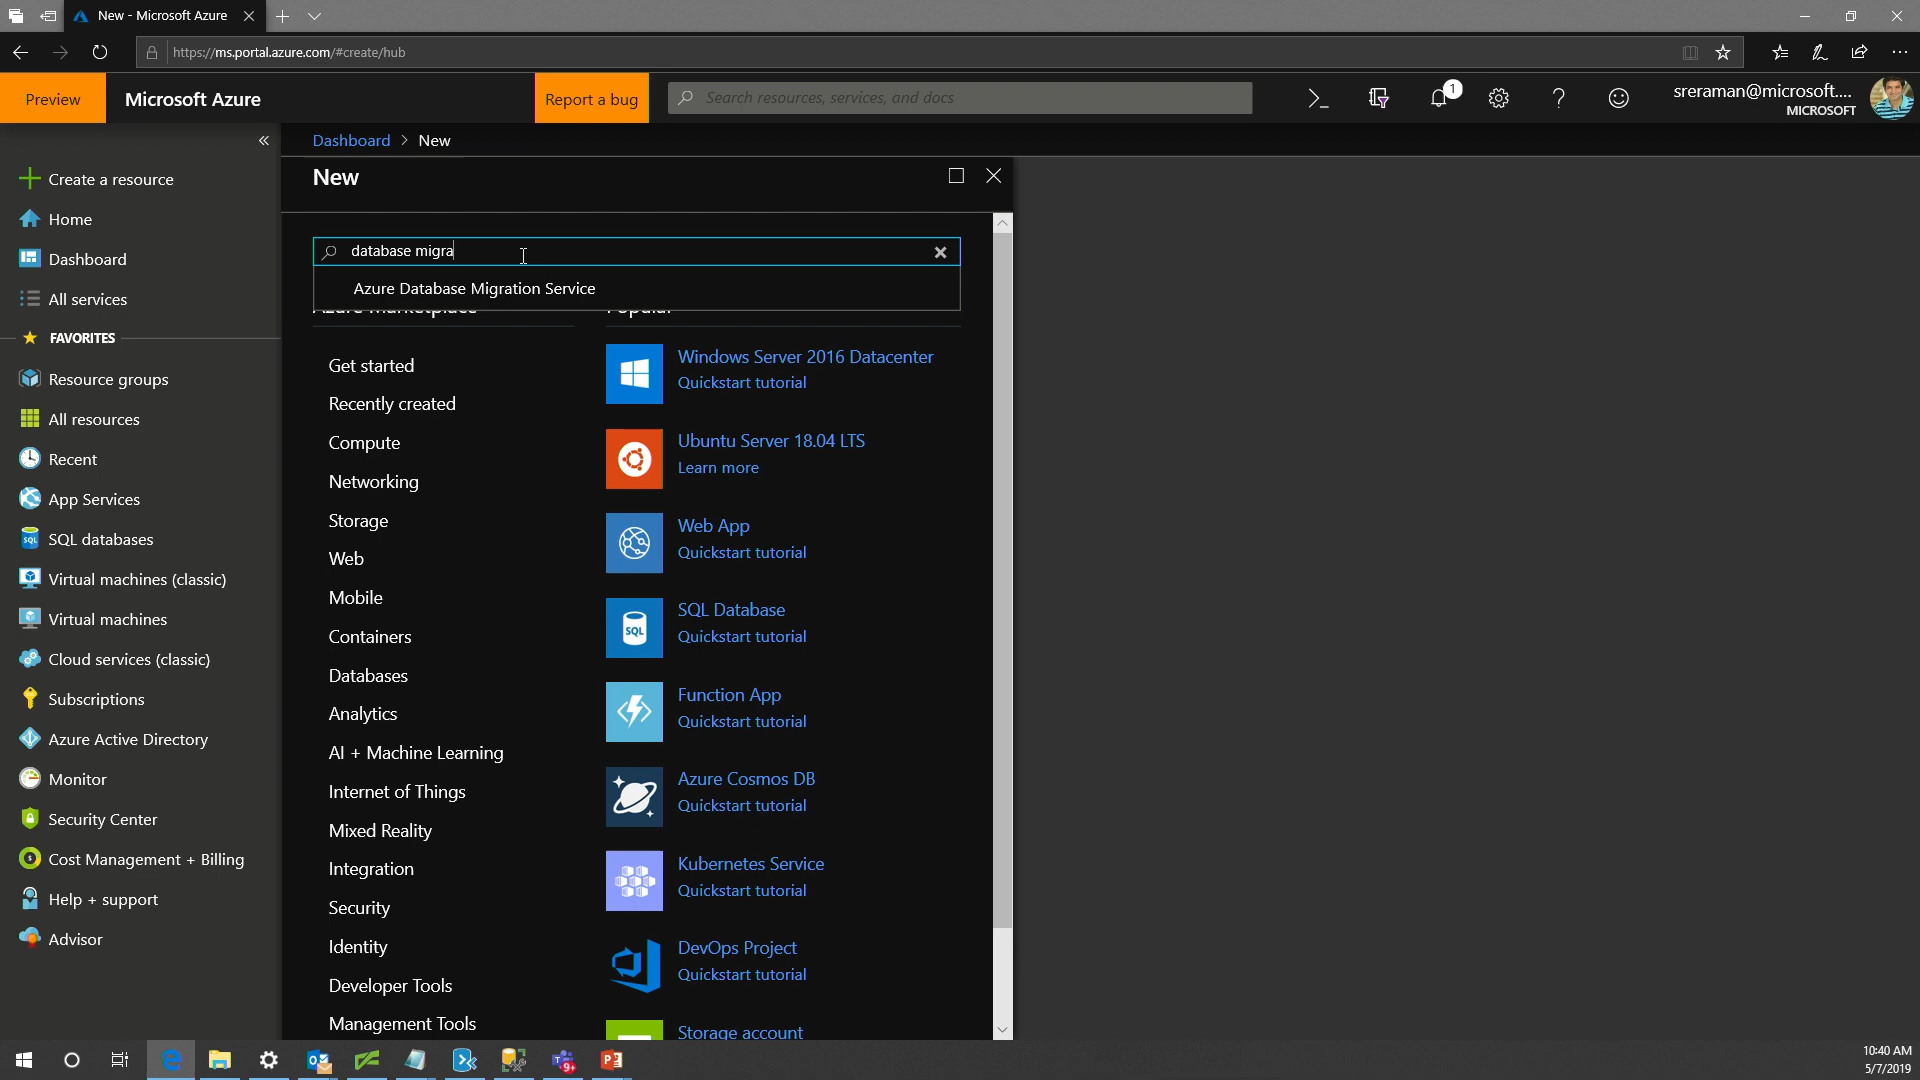 New - Microsoft Azure
https://ms.portal.azure.com/#create/hub
Preview
Microsoft Azure
Report a bug
Search resources, services, and docs
1
sreraman@microsoft....
MICROSOFT
Dashboard > New
New
Create a resource
Home
Dashboard
All services
FAVORITES
Resource groups
All resources
Recent
App Services
SQL databases
Virtual machines (classic)
Virtual machines
Cloud services (classic)
Subscriptions
Azure Active Directory
Monitor
Security Center
Cost Management + Billing
Help + support
Advisor
database migra
Azure Database Migration Service
Azure Marketplace
Popular
Get started
Recently created
Compute
Networking
Storage
Web
Mobile
Containers
Databases
Analytics
AI + Machine Learning
Internet of Things
Mixed Reality
Integration
Security
Identity
Developer Tools
Management Tools
Windows Server 2016 Datacenter
Quickstart tutorial
Ubuntu Server 18.04 LTS
Learn more
Web App
Quickstart tutorial
SQL
SQL Database
Quickstart tutorial
Function App
Quickstart tutorial
Azure Cosmos DB
Quickstart tutorial
Kubernetes Service
Quickstart tutorial
DevOps Project
Quickstart tutorial
Storage account
9+
10:40 AM
5/7/2019